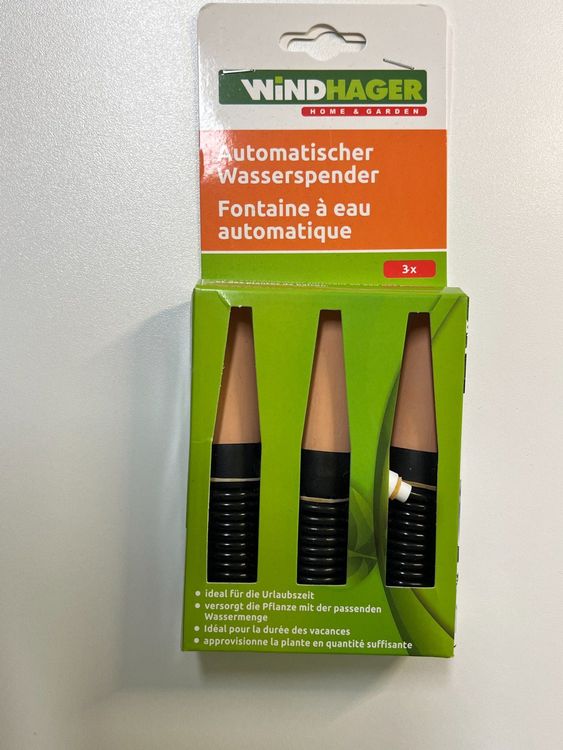 WiNDHAGER
HOME & GARDEN
Automatischer
Wasserspender
Fontaine à eau
automatique
3x
• ideal für die Urlaubszeit
• versorgt die Pflanze mit der passenden
Wassermenge
• Idéal pour la durée des vacances
• approvisionne la plante en quantité suffisante